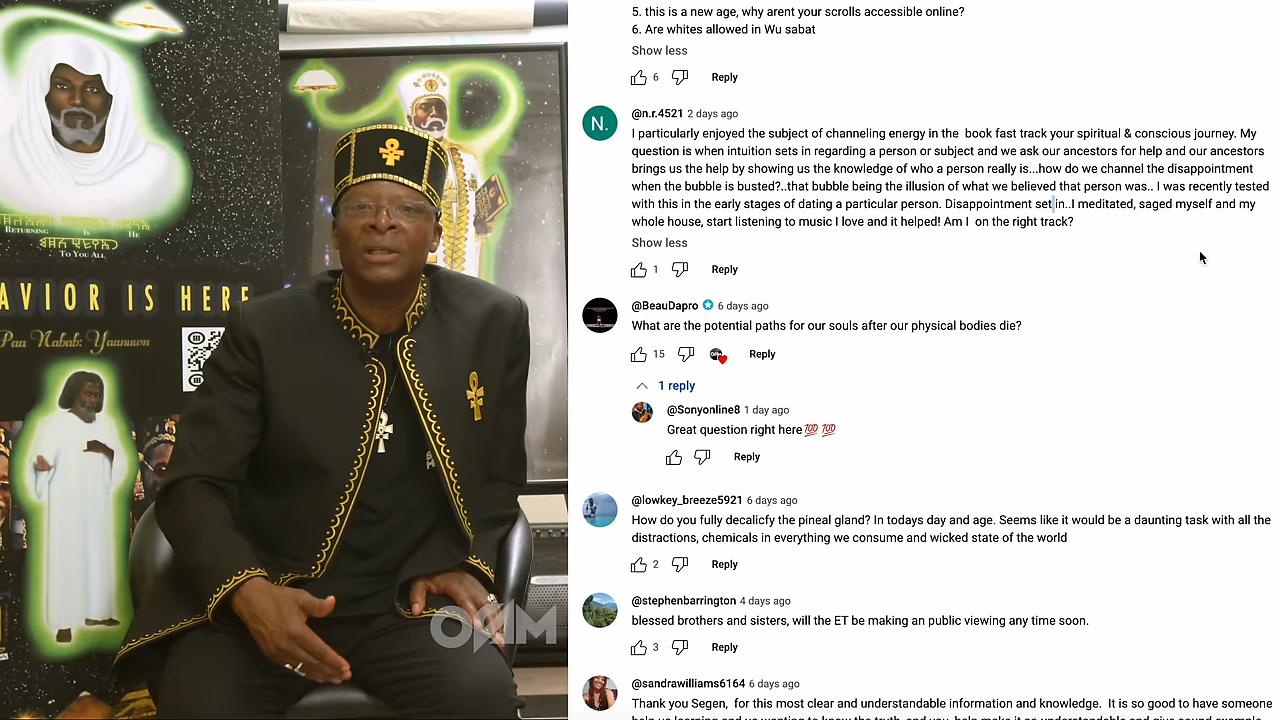 RETURNING IS HE
TO YOU ALL
AVIOR IS HERE
Paa Nabab: Yaanuwn
OЯIM
5. this is a new age, why arent your scrolls accessible online?
6. Are whites allowed in Wu sabat
Show less
6 Reply
N.
@n.r.4521 2 days ago
I particularly enjoyed the subject of channeling energy in the book fast track your spiritual & conscious journey. My
question is when intuition sets in regarding a person or subject and we ask our ancestors for help and our ancestors
brings us the help by showing us the knowledge of who a person really is...how do we channel the disappointment
when the bubble is busted?..that bubble being the illusion of what we believed that person was.. I was recently tested
with this in the early stages of dating a particular person. Disappointment set in..I meditated, saged myself and my
whole house, start listening to music I love and it helped! Am I on the right track?
Show less
1 Reply
@BeauDapro 6 days ago
What are the potential paths for our souls after our physical bodies die?
15 Reply
1 reply
@Sonyonline8 1 day ago
Great question right here💯 💯
Reply
@lowkey_breeze5921 6 days ago
How do you fully decalicfy the pineal gland? In todays day and age. Seems like it would be a daunting task with all the
distractions, chemicals in everything we consume and wicked state of the world
2 Reply
@stephenbarrington 4 days ago
blessed brothers and sisters, will the ET be making an public viewing any time soon.
3 Reply
@sandrawilliams6164 6 days ago
Thank you Segen, for this most clear and understandable information and knowledge. It is so good to have someone